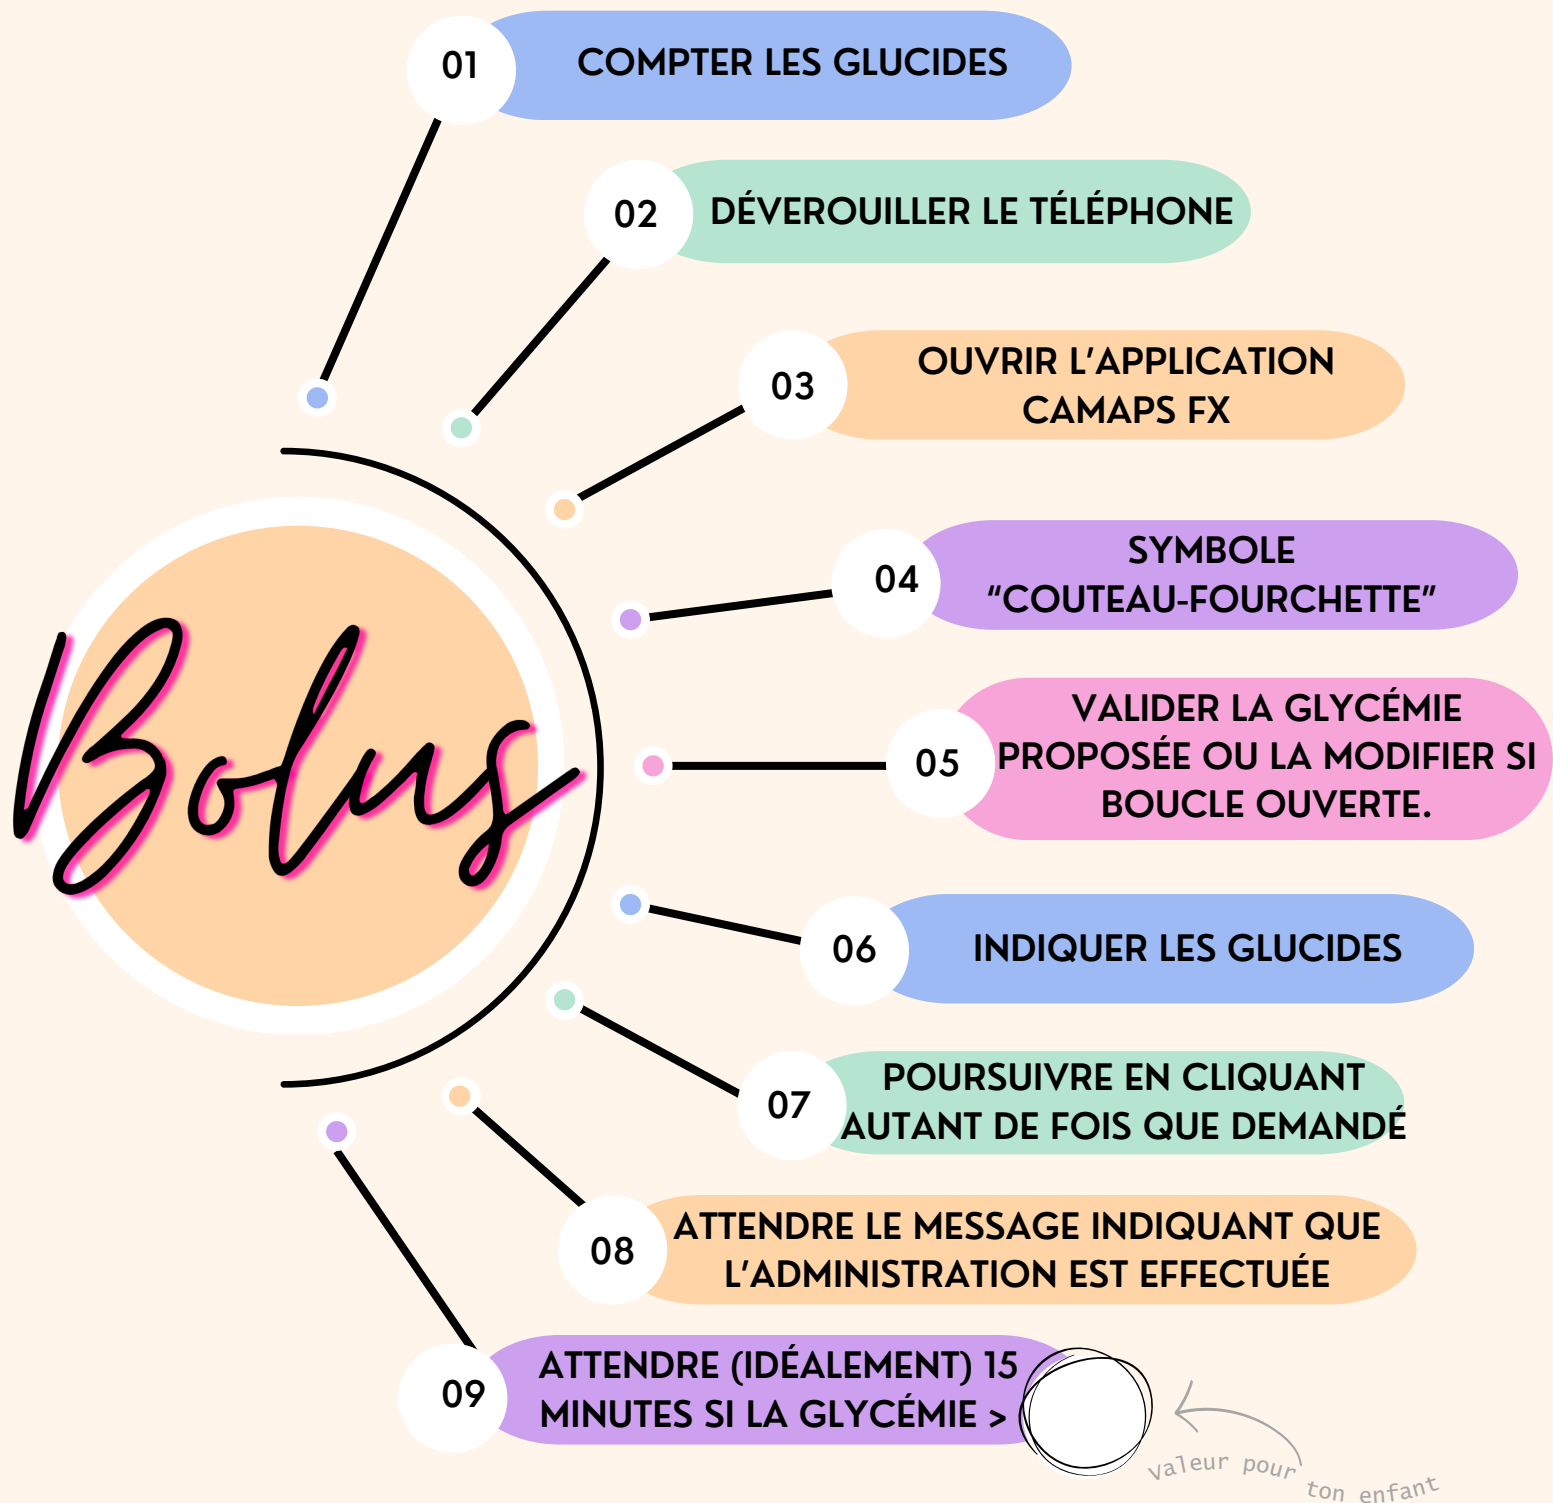 01
COMPTER LES GLUCIDES
02
DÉVEROUILLER LE TÉLÉPHONE
03
OUVRIR L'APPLICATION
CAMAPS FX
04
SYMBOLE
“COUTEAU-FOURCHETTE”
Bolus
05
VALIDER LA GLYCÉMIE
PROPOSÉE OU LA MODIFIER SI
BOUCLE OUVERTE.
06
INDIQUER LES GLUCIDES
07
POURSUIVRE EN CLIQUANT
AUTANT DE FOIS QUE DEMANDÉ
08
ATTENDRE LE MESSAGE INDIQUANT QUE
L'ADMINISTRATION EST EFFECTUÉE
09
ATTENDRE (IDÉALEMENT) 15
MINUTES SI LA GLYCÉMIE >
valeur pour
ton enfant